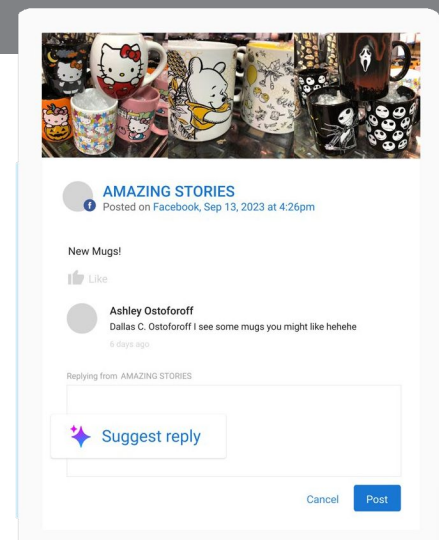 AMAZING STORIES
Posted on Facebook, Sep 13, 2023 at 4:26pm
New Mugs!
Like
Ashley Ostoforoff
Dallas C. Ostoforoff I see some mugs you might like hehehe
6 days ago
Replying from AMAZING STORIES
Suggest reply
Cancel
Post